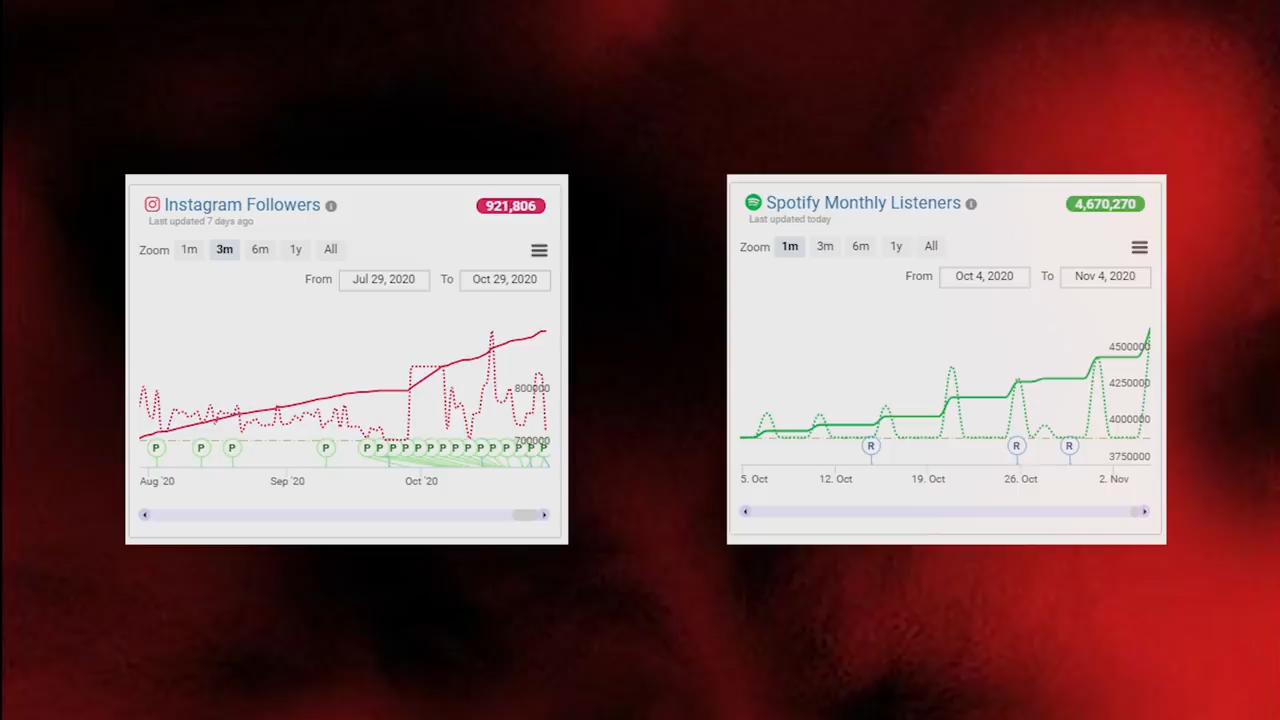 Instagram Followers
921,806
Last updated 7 days ago
Zoom 1m 3m 6m 1y All
From Jul 29, 2020 To Oct 29, 2020
800000
700000
P P P P P P P P P P P P P P P P P P P
Aug '20 Sep '20 Oct '20
Spotify Monthly Listeners
4,670,270
Last updated today
Zoom 1m 3m 6m 1y All
From Oct 4, 2020 To Nov 4, 2020
4500000
4250000
4000000
3750000
R R R
5. Oct 12. Oct 19. Oct 26. Oct 2. Nov